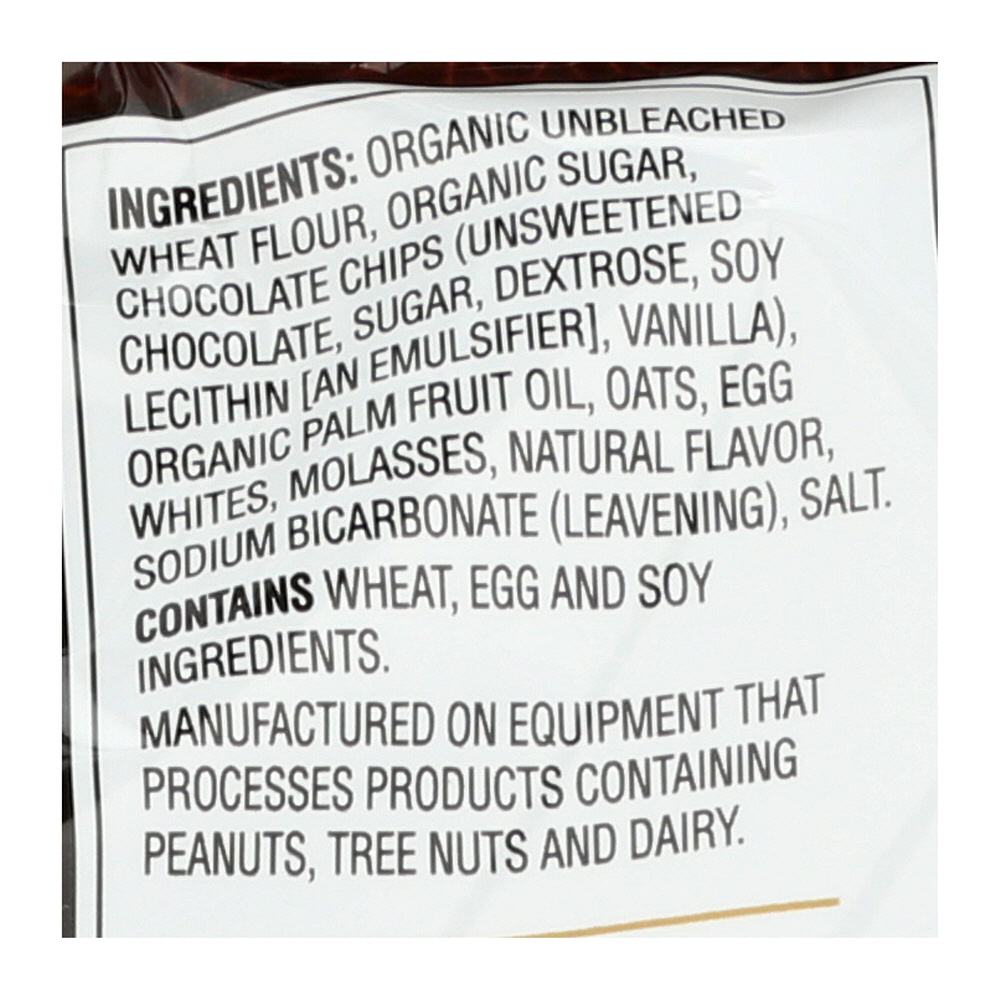 INGREDIENTS: ORGANIC UNBLEACHED
WHEAT FLOUR, ORGANIC SUGAR,
CHOCOLATE CHIPS (UNSWEETENED
CHOCOLATE, SUGAR, DEXTROSE, SOY
LECITHIN [AN EMULSIFIER], VANILLA),
ORGANIC PALM FRUIT OIL, OATS, EGG
WHITES, MOLASSES, NATURAL FLAVOR,
SODIUM BICARBONATE (LEAVENING), SALT.
CONTAINS WHEAT, EGG AND SOY
INGREDIENTS.
MANUFACTURED ON EQUIPMENT THAT
PROCESSES PRODUCTS CONTAINING
PEANUTS, TREE NUTS AND DAIRY.